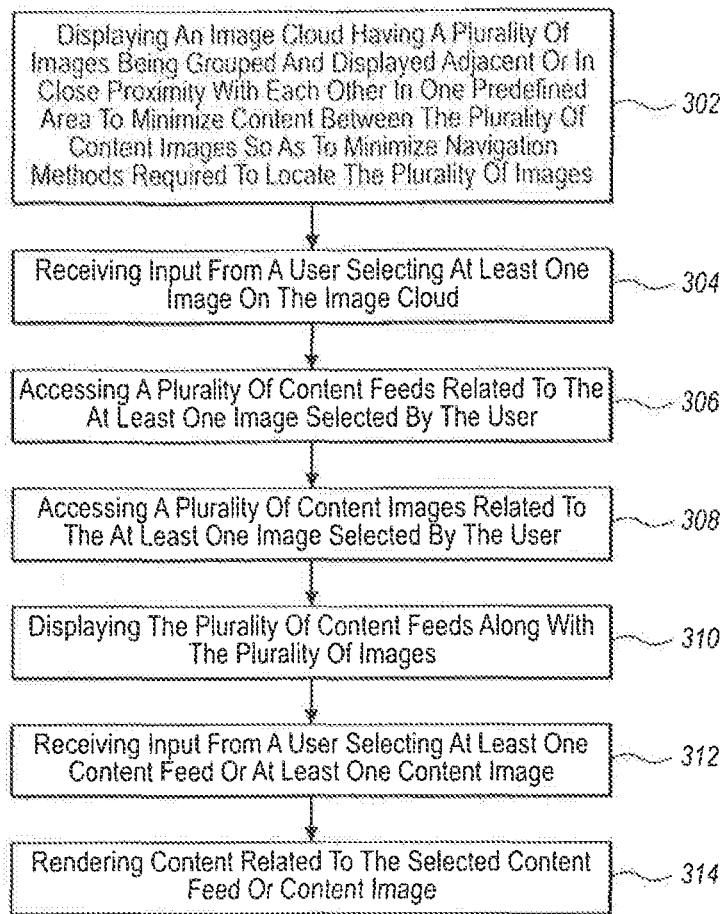 Displaying An Image Cloud Having A Plurality Of
Images Being Grouped And Displayed Adjacent Or In
Close Proximity With Each Other In One Predefined
Area To Minimize Content Between The Plurality Of
Content Images So As To Minimize Navigation
Methods Required To Locate The Plurality Of Images
302
Receiving Input From A User Selecting At Least One
Image On The Image Cloud
304
Accessing A Plurality Of Content Feeds Related To The
At Least One Image Selected By The User
306
Accessing A Plurality Of Content Images Related To
The At Least One Image Selected By The User
308
Displaying The Plurality Of Content Feeds Along With
The Plurality Of Images
310
Receiving Input From A User Selecting At Least One
Content Feed Or At Least One Content Image
312
Rendering Content Related To The Selected Content
Feed Or Content Image
314